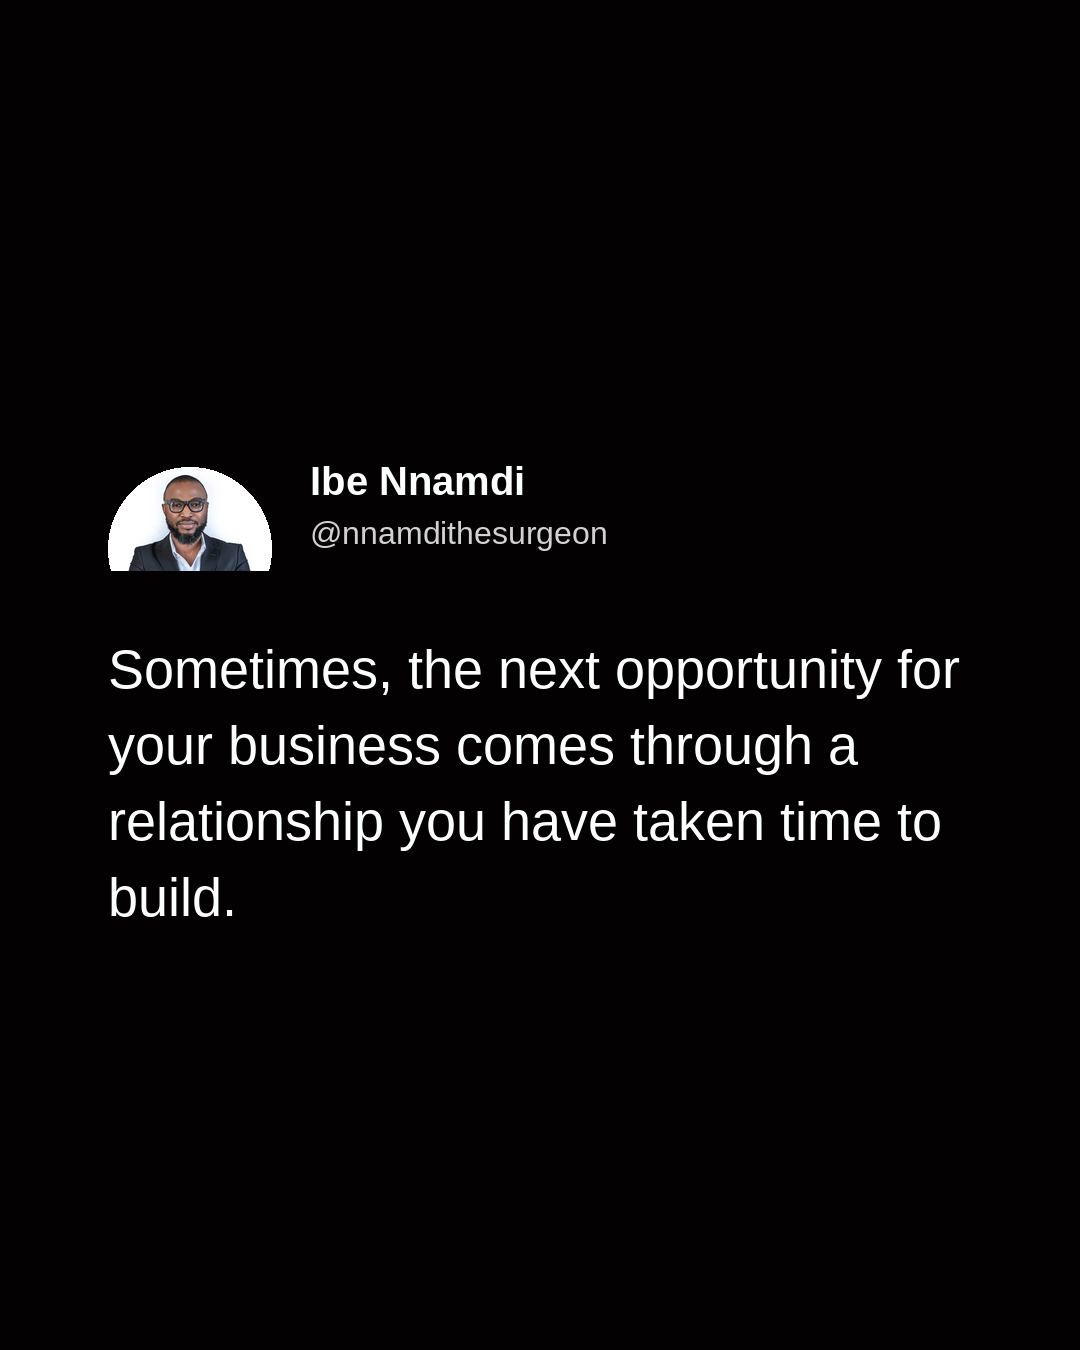 Ibe Nnamdi
@nnamdithesurgeon
Sometimes, the next opportunity for
your business comes through a
relationship you have taken time to
build.